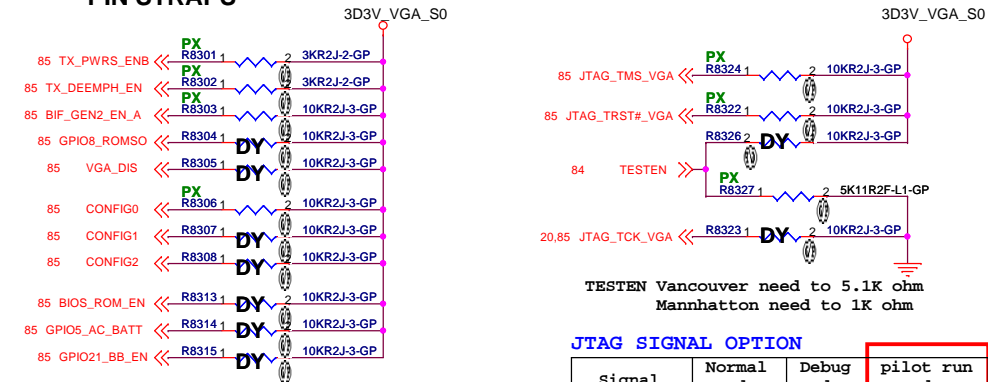 PIN STRAPS
3D3V_VGA_S0
85 TX_PWRS_ENB PX R8301 1 2 3KR2J-2-GP
85 TX_DEEMPH_EN PX R8302 1 2 3KR2J-2-GP
85 BIF_GEN2_EN_A PX R8303 1 2 10KR2J-3-GP
85 GPIO8_ROMSO R8304 1 DY 2 10KR2J-3-GP
85 VGA_DIS R8305 1 DY 2 10KR2J-3-GP
85 CONFIG0 PX R8306 1 2 10KR2J-3-GP
85 CONFIG1 R8307 1 DY 2 10KR2J-3-GP
85 CONFIG2 R8308 1 DY 2 10KR2J-3-GP
85 BIOS_ROM_EN R8313 1 DY 2 10KR2J-3-GP
85 GPIO5_AC_BATT R8314 1 DY 2 10KR2J-3-GP
85 GPIO21_BB_EN R8315 1 DY 2 10KR2J-3-GP
3D3V_VGA_S0
85 JTAG_TMS_VGA PX R8324 1 2 10KR2J-3-GP
85 JTAG_TRST#_VGA PX R8322 1 2 10KR2J-3-GP
R8326 2 DY 1 10KR2J-3-GP
84 TESTEN
PX R8327 1 2 5K11R2F-L1-GP
20,85 JTAG_TCK_VGA R8323 1 DY 2 10KR2J-3-GP
TESTEN Vancouver need to 5.1K ohm
Mannhatton need to 1K ohm
JTAG SIGNAL OPTION
Signal Normal Debug pilot run